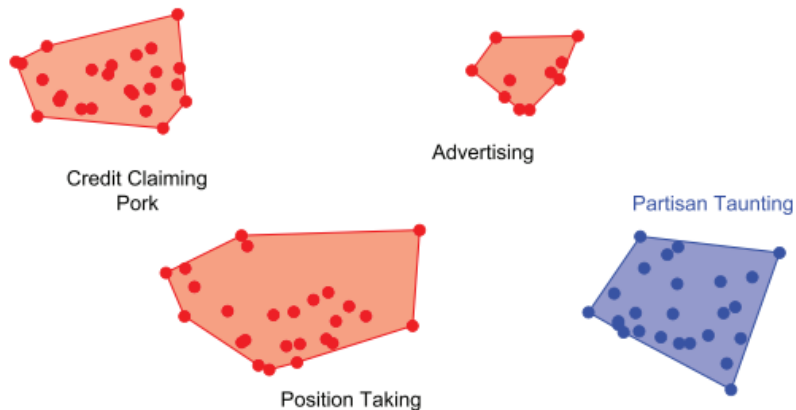 Advertising
Credit Claiming
Pork
Partisan Taunting
Position Taking